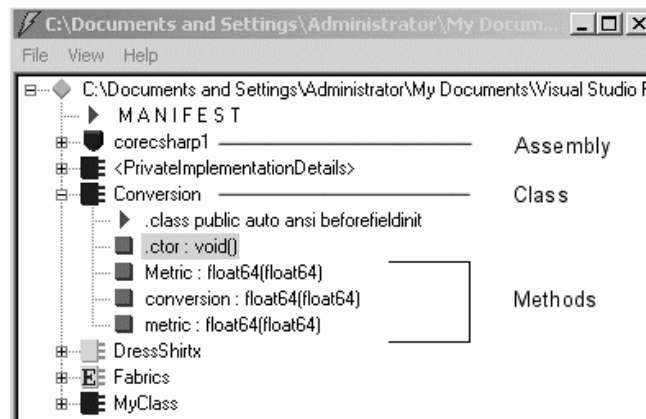 C:\Documents and Settings\Administrator\My Docum...
File View Help
C:\Documents and Settings\Administrator\My Documents\Visual Studio
MANIFEST
corecsharp1 Assembly
<PrivateImplementationDetails>
Conversion Class
.class public auto ansi beforefieldinit
.ctor : void()
Metric : float64(float64)
conversion : float64(float64) Methods
metric : float64(float64)
DressShirtx
E Fabrics
MyClass